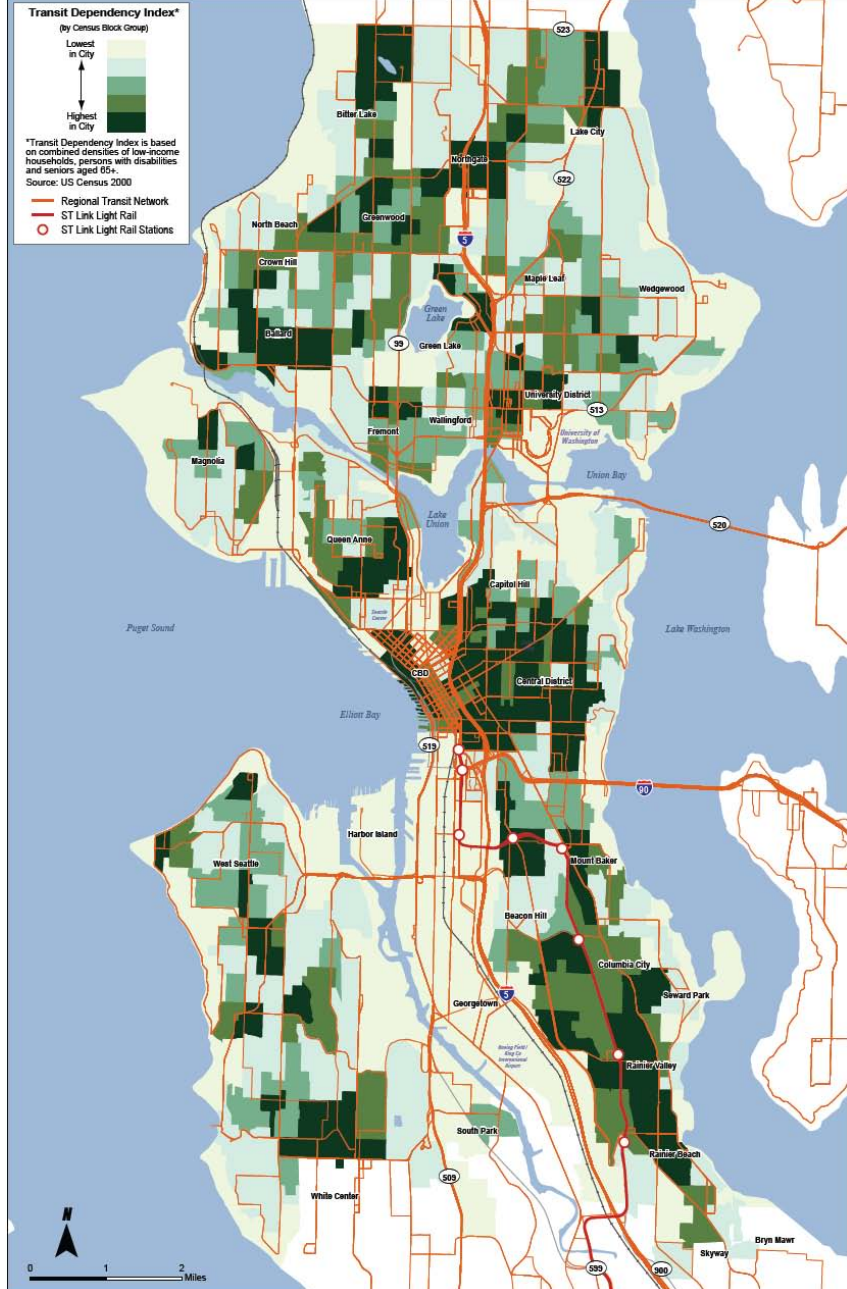 Transit Dependency Index*
(by Census Block Group)
Lowest
in City
Highest
in City
*Transit Dependency Index is based
on combined densities of low-income
households, persons with disabilities
and seniors aged 65+.
Source: US Census 2000
Regional Transit Network
ST Link Light Rail
ST Link Light Rail Stations
523
Bitter Lake
Lake City
Northgate
522
Greenwood
North Beach
5
Crown Hill
Maple Leaf
Wedgewood
Green
Lake
Ballard
99
Green Lake
University District
513
Wallingford
Fremont
University of
Washington
Magnolia
Union Bay
Lake
Union
520
Queen Anne
Capitol Hill
Seattle
Center
Puget Sound
Lake Washington
CBD
Central District
Elliott Bay
519
90
Harbor Island
Mount Baker
West Seattle
Beacon Hill
Columbia City
Seward Park
Georgetown
5
Boeing Field/
King Co
International
Airport
Rainier Valley
South Park
Rainier Beach
509
White Center
N
Bryn Mawr
Skyway
0 1 2
Miles
599
900